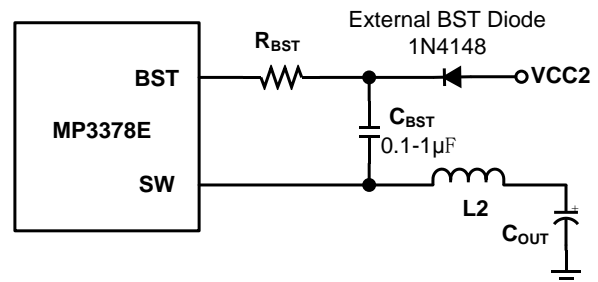 External BST Diode
1N4148
RBST
BST
VCC2
MP3378E
CBST
0.1-1µF
SW
L2
COUT
+